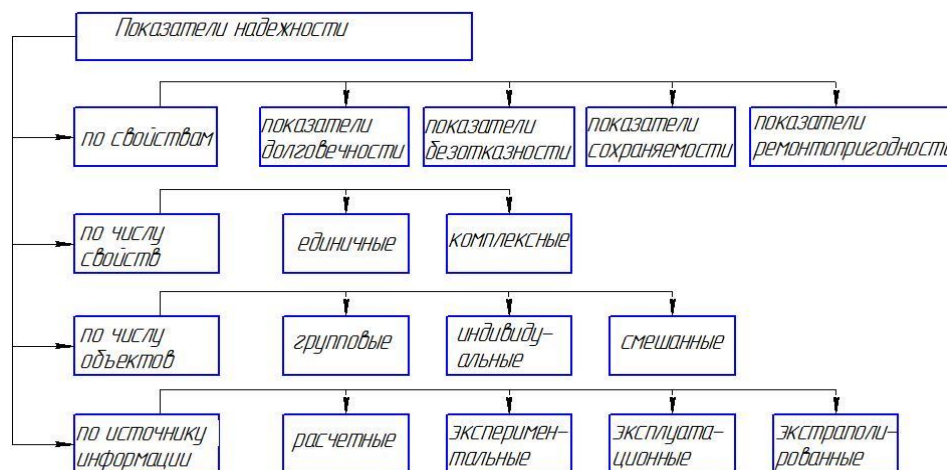 Показатели надежности
по свойствам
показатели
долговечности
показатели
безотказности
показатели
сохраняемости
показатели
ремонтопригодность
по числу
свойств
единичные
комплексные
по числу
объектов
групповые
индивиду-
альные
смешанные
по источнику
информации
расчетные
эксперимен-
тальные
эксплуата-
ционные
экстраполи-
рованные